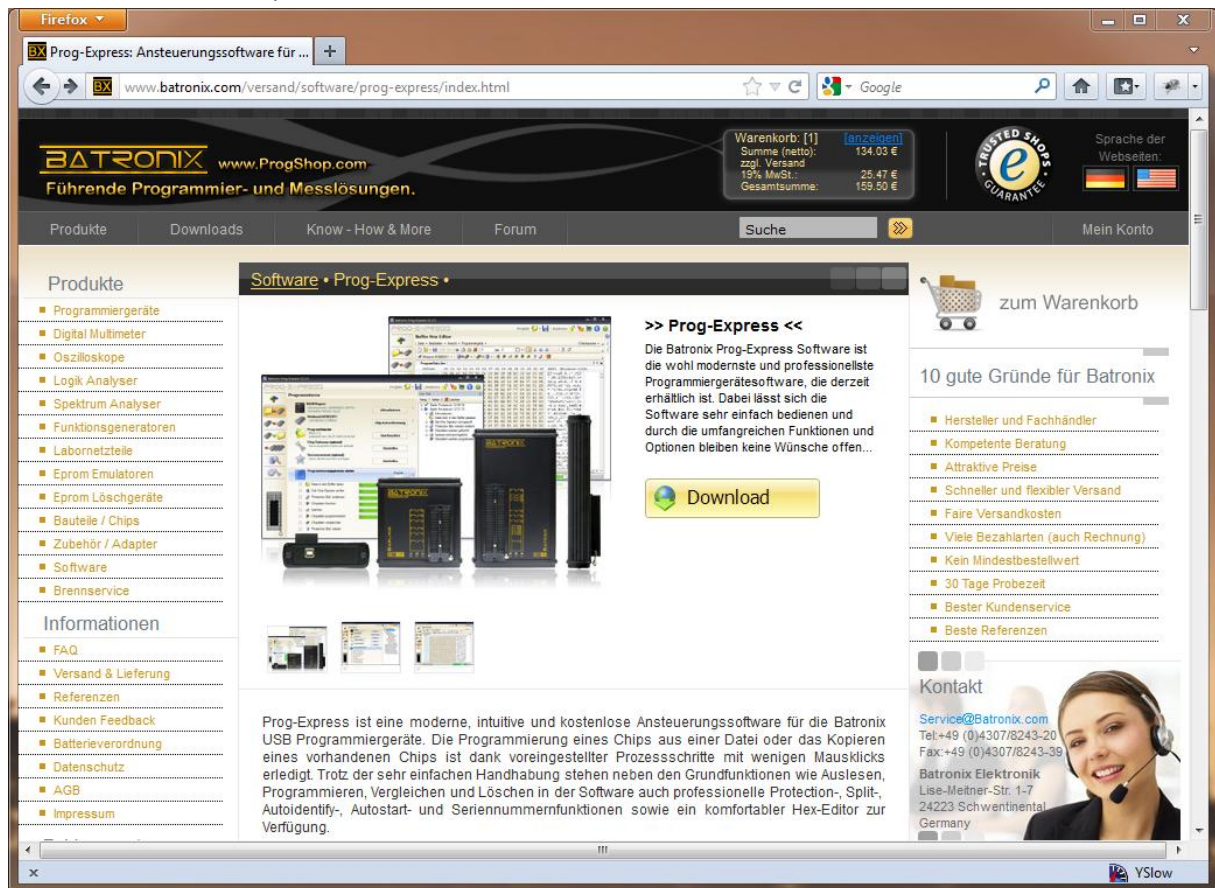 Firefox
Prog-Express: Ansteuerungssoftware für ...
www.batronix.com/versand/software/prog-express/index.html
Google
BATRONIX www.ProgShop.com
Führende Programmier- und Messlösungen.
Warenkorb: [1] [anzeigen]
Summe (netto): 134.03 €
zzgl. Versand
19% MwSt.: 25.47 €
Gesamtsumme: 159.50 €
TRUSTED SHOPS
GUARANTEE
Sprache der
Webseiten:
Produkte
Downloads
Know - How & More
Forum
Suche
Mein Konto
Produkte
Programmiergeräte
Digital Multimeter
Oszilloskope
Logik Analyser
Spektrum Analyser
Funktionsgeneratoren
Labornetzteile
Eprom Emulatoren
Eprom Löschgeräte
Bauteile / Chips
Zubehör / Adapter
Software
Brennservice
Informationen
FAQ
Versand & Lieferung
Referenzen
Kunden Feedback
Batterieverordnung
Datenschutz
AGB
Impressum
Software • Prog-Express •
>> Prog-Express <<
Die Batronix Prog-Express Software ist
die wohl modernste und professionellste
Programmiergerätesoftware, die derzeit
erhältlich ist. Dabei lässt sich die
Software sehr einfach bedienen und
durch die umfangreichen Funktionen und
Optionen bleiben keine Wünsche offen...
Download
Prog-Express ist eine moderne, intuitive und kostenlose Ansteuerungssoftware für die Batronix
USB Programmiergeräte. Die Programmierung eines Chips aus einer Datei oder das Kopieren
eines vorhandenen Chips ist dank voreingestellter Prozessschritte mit wenigen Mausklicks
erledigt. Trotz der sehr einfachen Handhabung stehen neben den Grundfunktionen wie Auslesen,
Programmieren, Vergleichen und Löschen in der Software auch professionelle Protection-, Split-,
Autoidentify-, Autostart- und Seriennummernfunktionen sowie ein komfortabler Hex-Editor zur
Verfügung.
zum Warenkorb
10 gute Gründe für Batronix
Hersteller und Fachhändler
Kompetente Beratung
Attraktive Preise
Schneller und flexibler Versand
Faire Versandkosten
Viele Bezahlarten (auch Rechnung)
Kein Mindestbestellwert
30 Tage Probezeit
Bester Kundenservice
Beste Referenzen
Kontakt
Service@Batronix.com
Tel:+49 (0)4307/8243-20
Fax:+49 (0)4307/8243-39
Batronix Elektronik
Lise-Meitner-Str. 1-7
24223 Schwentinental
Germany
YSlow